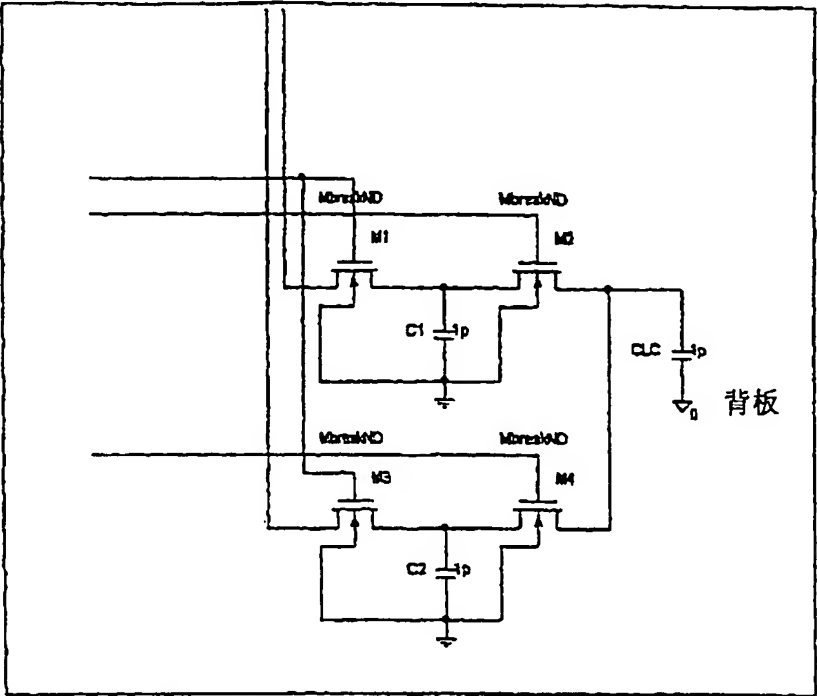 MbreakND MbreakND
M1 M2
C1 1p
CLC 1p
0 背板
MbreakND MbreakND
M3 M4
C2 1p